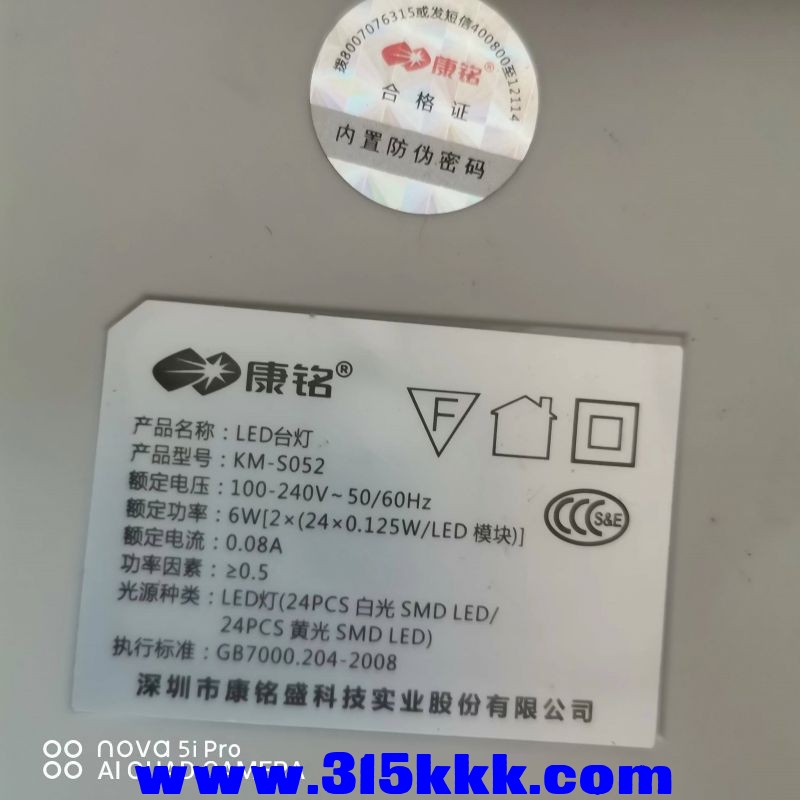 拨8007076315或发短信400800至12114
康铭®
合格证
内置防伪密码
康铭®
F
产品名称：LED台灯
产品型号：KM-S052
额定电压：100-240V~50/60Hz
额定功率：6W[2×(24×0.125W/LED 模块)]
额定电流：0.08A
CCC S&E
功率因素：≥0.5
光源种类：LED灯(24PCS 白光 SMD LED/
24PCS 黄光 SMD LED)
执行标准：GB7000.204-2008
深圳市康铭盛科技实业股份有限公司
nova 5i Pro
AI QUAD CAMERA
www.315kkk.com